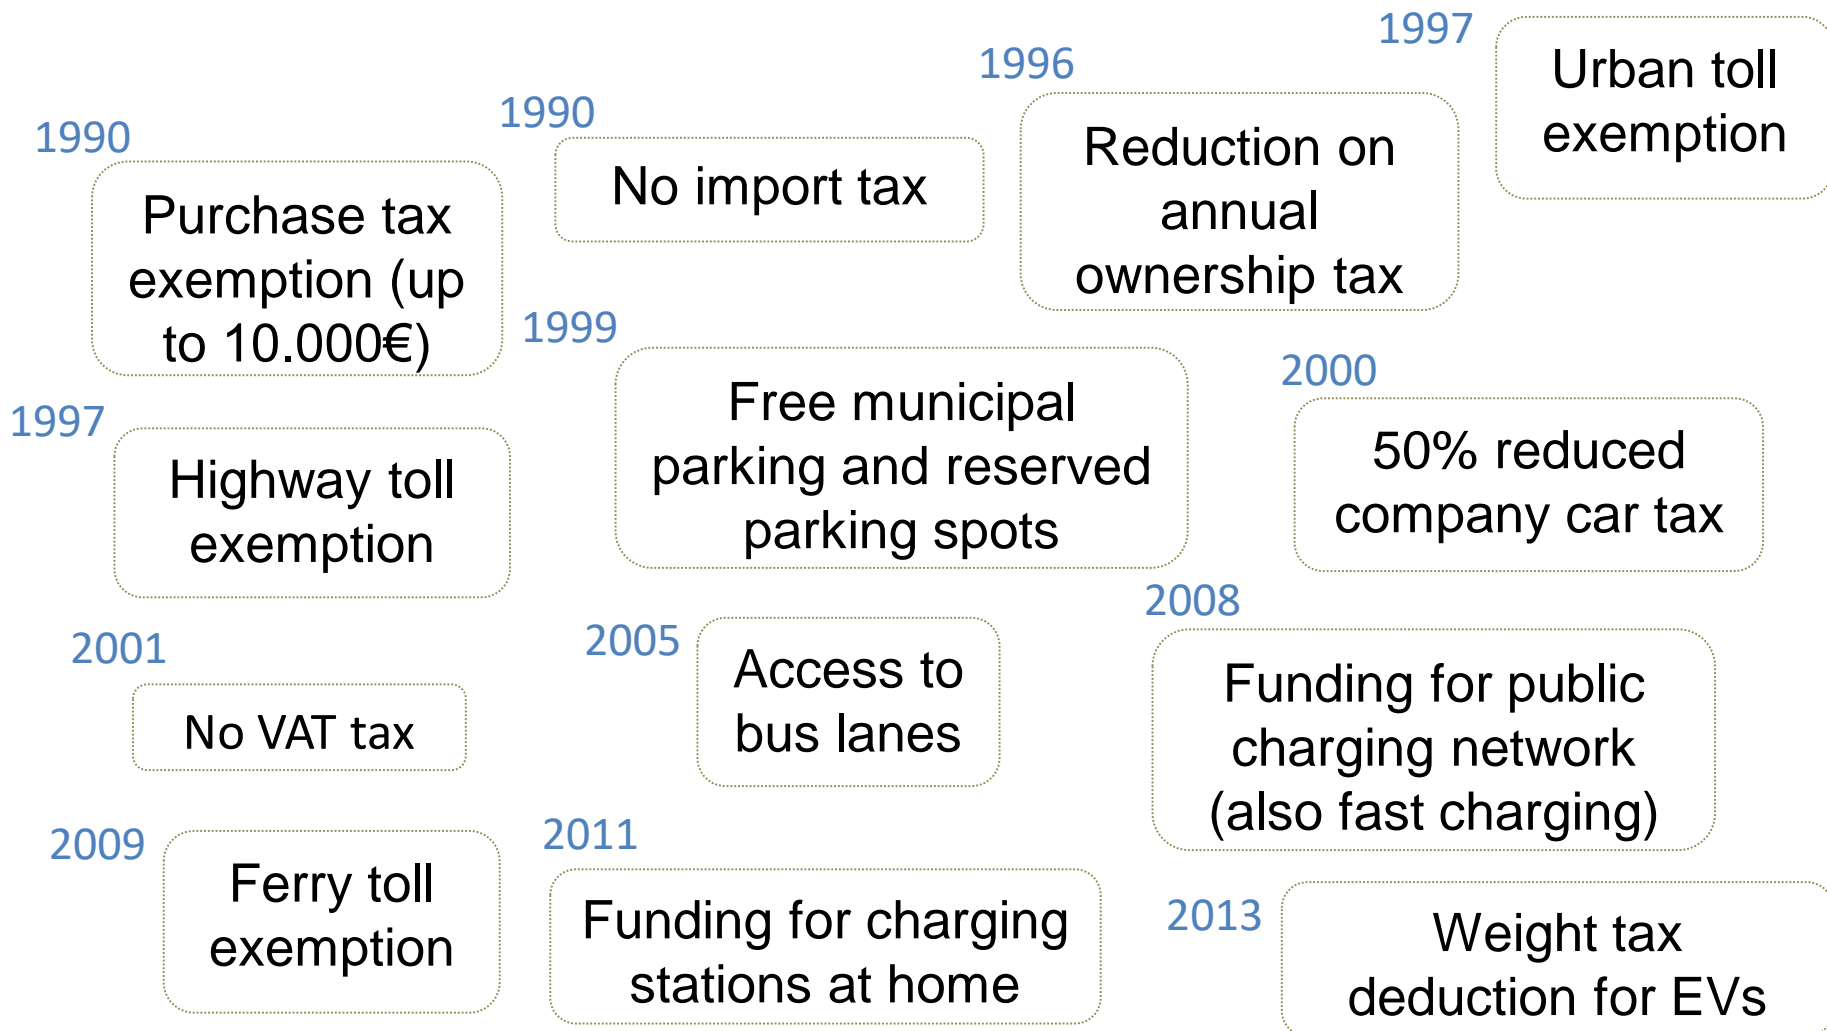 1990
Purchase tax
exemption (up
to 10.000€)
1990
No import tax
1996
Reduction on
annual
ownership tax
1997
Urban toll
exemption
1997
Highway toll
exemption
1999
Free municipal
parking and reserved
parking spots
2000
50% reduced
company car tax
2001
No VAT tax
2005
Access to
bus lanes
2008
Funding for public
charging network
(also fast charging)
2009
Ferry toll
exemption
2011
Funding for charging
stations at home
2013
Weight tax
deduction for EVs